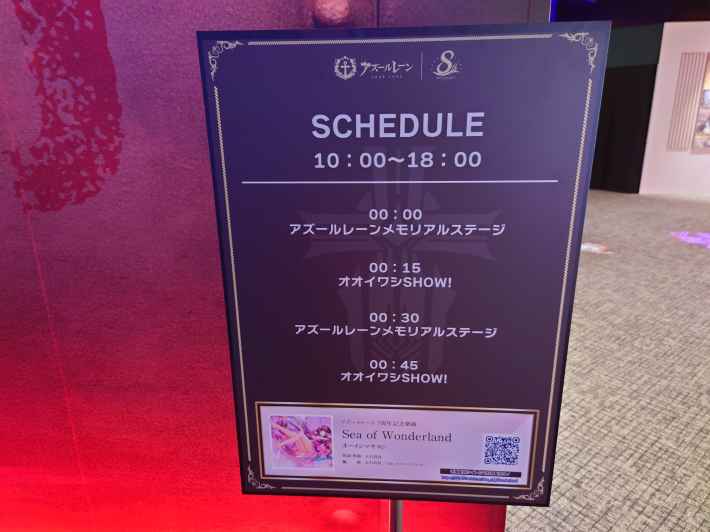 アズールレーン
AZUR LANE
SCHEDULE
10：00〜18：00
00：00
アズールレーンメモリアルステージ
00：15
オオイワシSHOW!
00：30
アズールレーンメモリアルステージ
00：45
オオイワシSHOW!
Sea of Wonderland